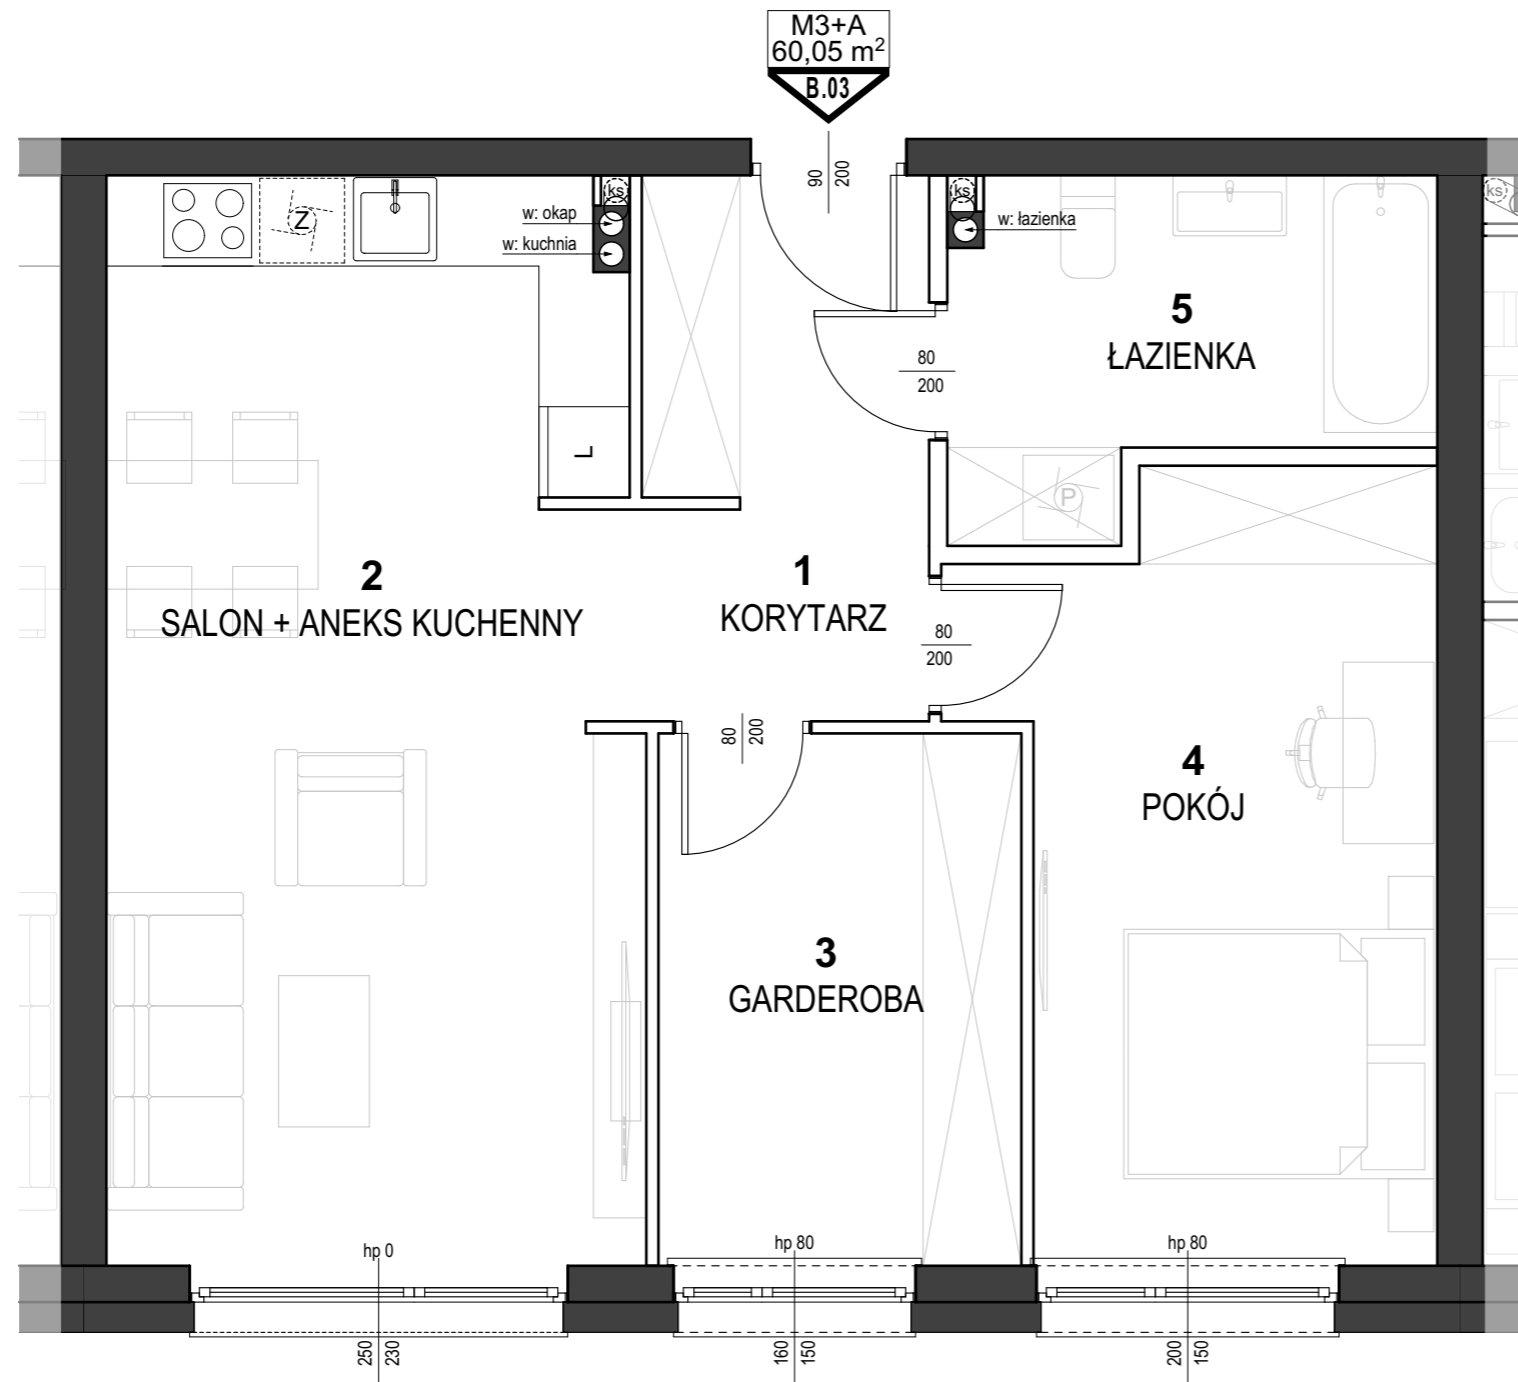 M3+A
60,05 m²
B.03
90
200
ks
w: okap
w: kuchnia
Z
ks
w: łazienka
ks
5
ŁAZIENKA
80
200
L
P
2
SALON + ANEKS KUCHENNY
1
KORYTARZ
80
200
80
200
4
POKÓJ
3
GARDEROBA
hp 0
hp 80
hp 80
250
230
160
150
200
150